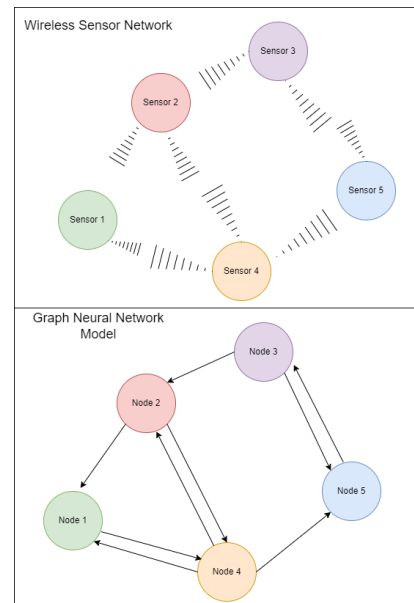 Wireless Sensor Network
Sensor 3
Sensor 2
Sensor 5
Sensor 1
Sensor 4
Graph Neural Network
Model
Node 3
Node 2
Node 5
Node 1
Node 4